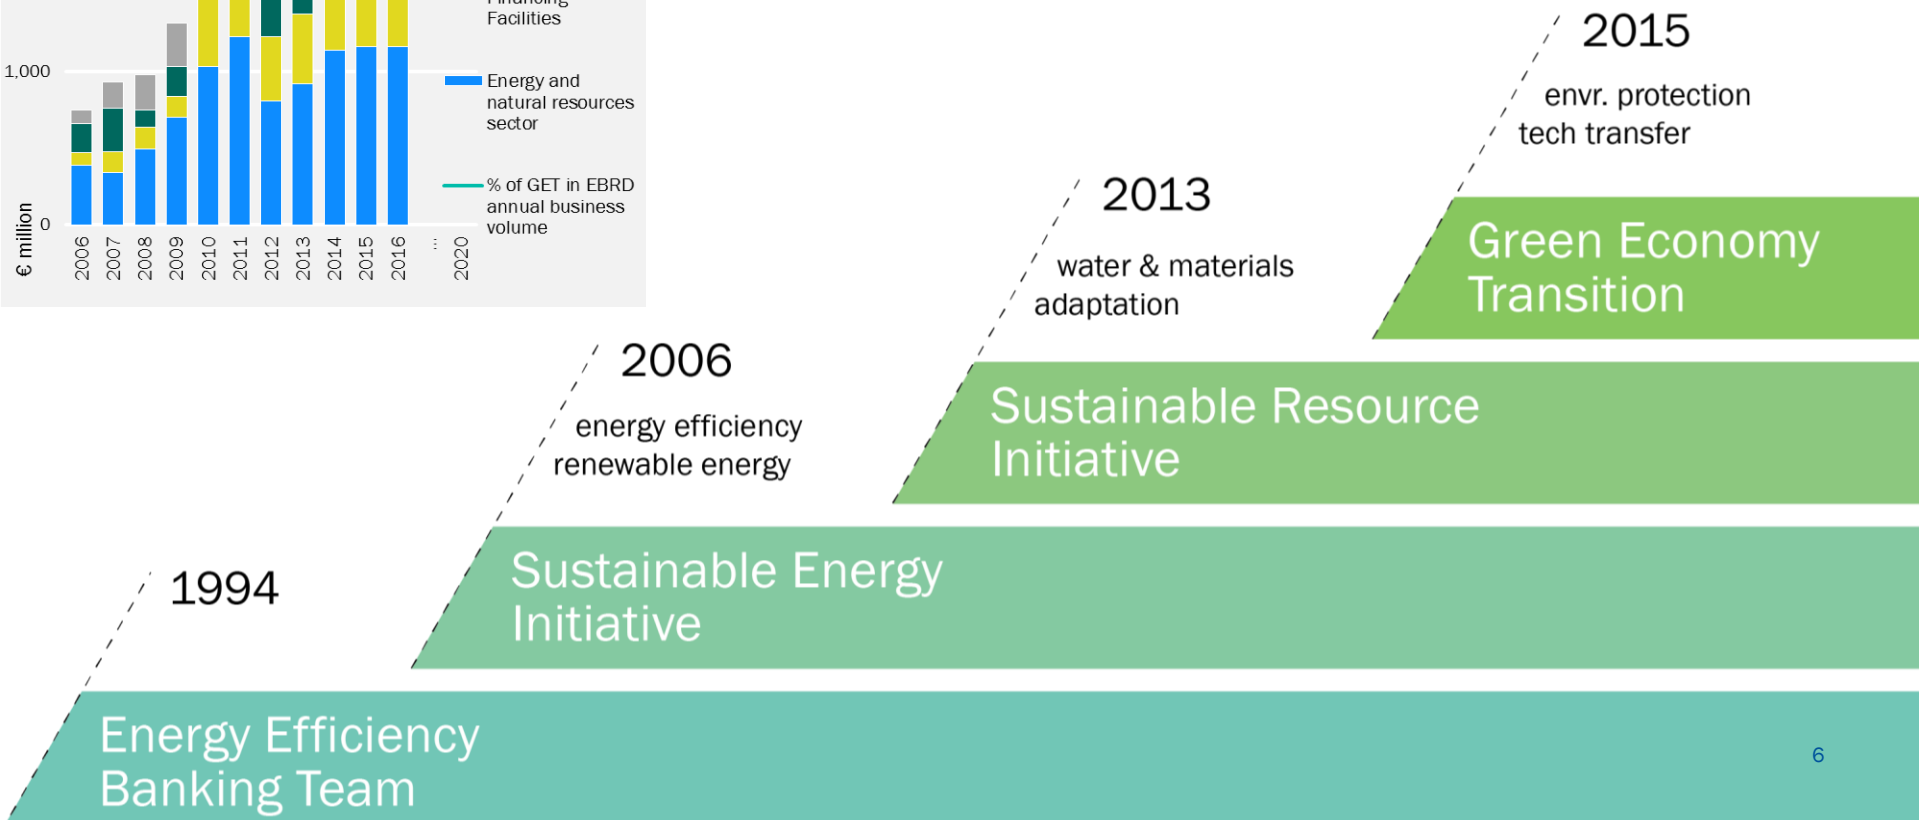 Facilities
1,000
Energy and
natural resources
sector
% of GET in EBRD
annual business
volume
0
€ million
2006
2007
2008
2009
2010
2011
2012
2013
2014
2015
2016
...
2020
2015
envr. protection
tech transfer
Green Economy
Transition
2013
water & materials
adaptation
Sustainable Resource
Initiative
2006
energy efficiency
renewable energy
Sustainable Energy
Initiative
1994
Energy Efficiency
Banking Team
6